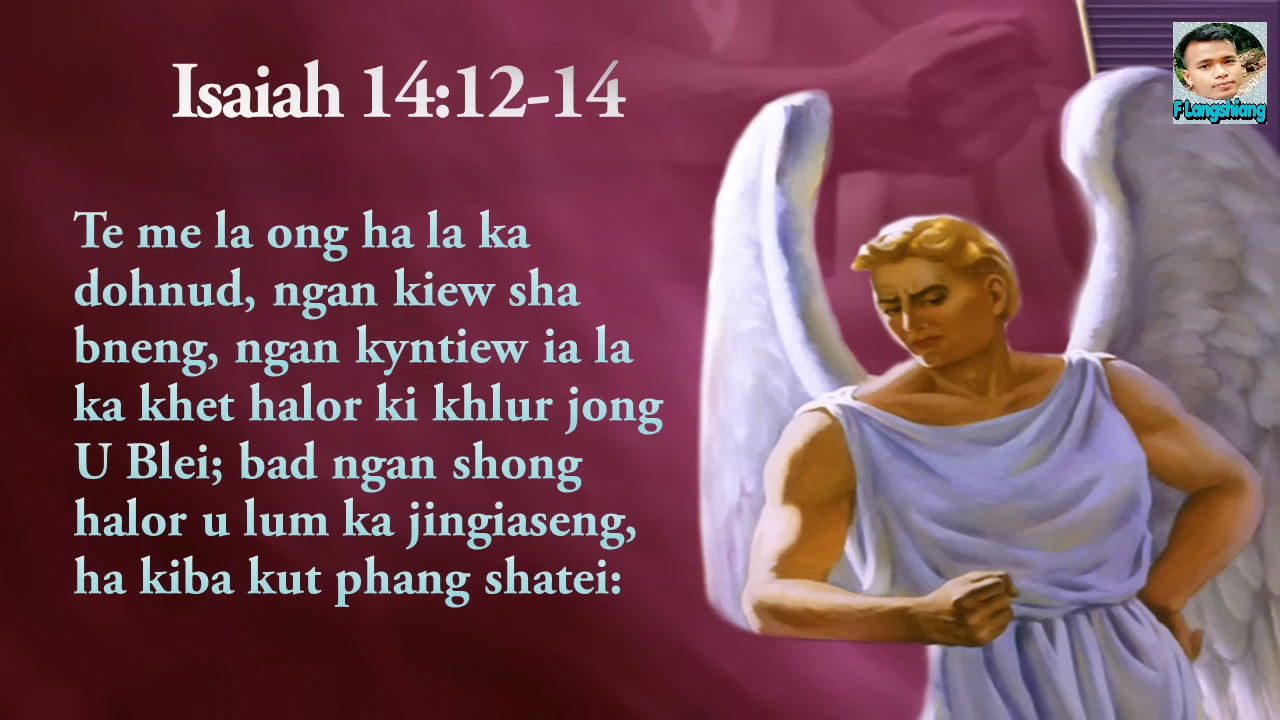 Isaiah 14:12-14
Te me la ong ha la ka
dohnud, ngan kiew sha
bneng, ngan kyntiew ia la
ka khet halor ki khlur jong
U Blei; bad ngan shong
halor u lum ka jingiaseng,
ha kiba kut phang shatei:
F Langshiang